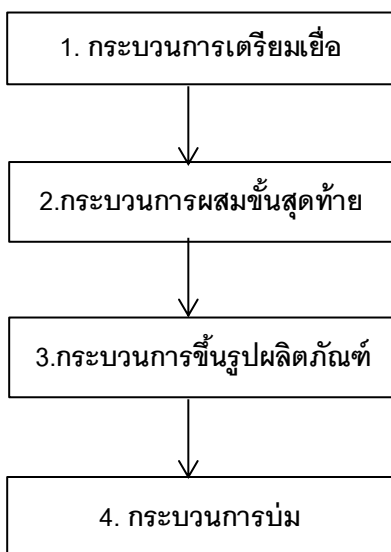 1. กระบวนการเตรียมเยื่อ
2.กระบวนการผสมขั้นสุดท้าย
3.กระบวนการขึ้นรูปผลิตภัณฑ์
4. กระบวนการบ่ม